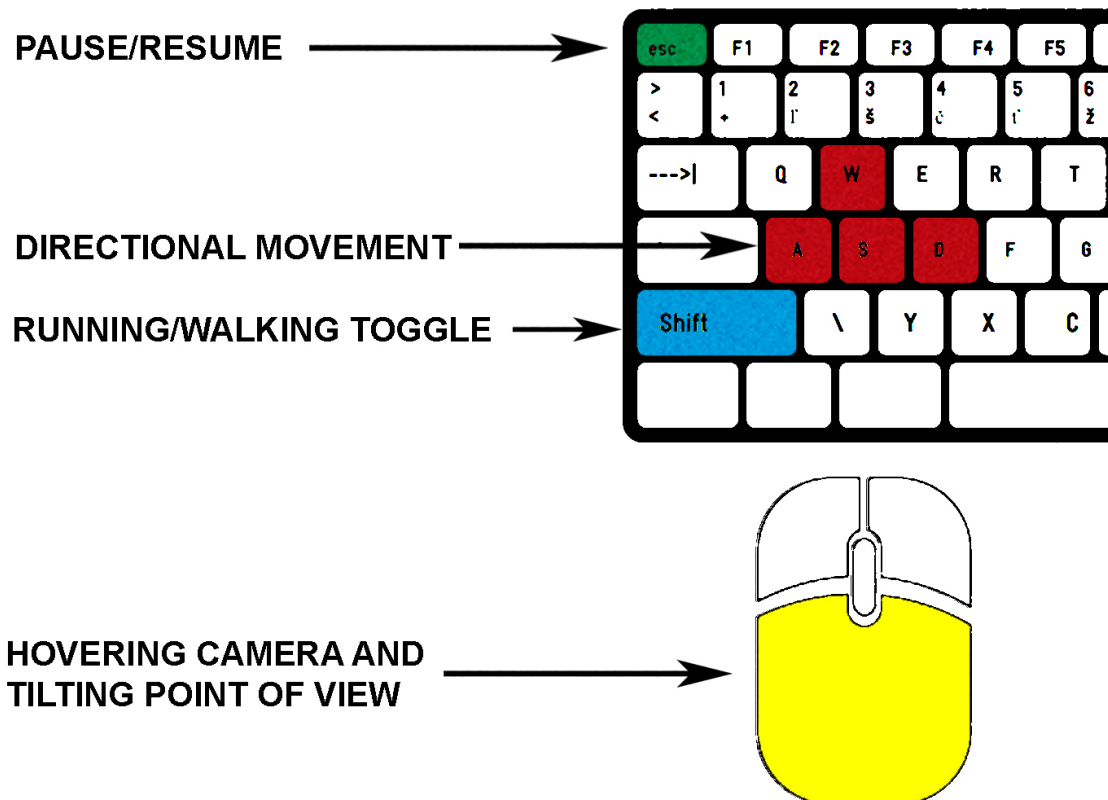 PAUSE/RESUME
esc F1 F2 F3 F4 F5
> 1 2 3 4 5 6
< + ľ š č ť ž
--->| Q W E R T
DIRECTIONAL MOVEMENT
A S D F G
RUNNING/WALKING TOGGLE
Shift \ Y X C
HOVERING CAMERA AND
TILTING POINT OF VIEW